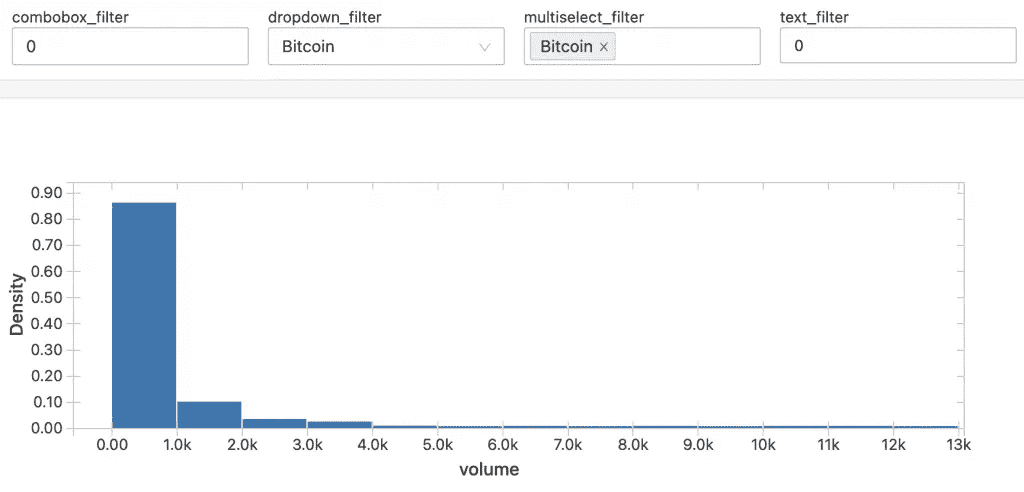 combobox_filter dropdown_filter multiselect_filter text_filter
0 Bitcoin Bitcoin × 0
0.90
0.80
0.70
0.60
0.50
0.40
0.30
0.20
0.10
0.00
Density
0.00 1.0k 2.0k 3.0k 4.0k 5.0k 6.0k 7.0k 8.0k 9.0k 10k 11k 12k 13k
volume